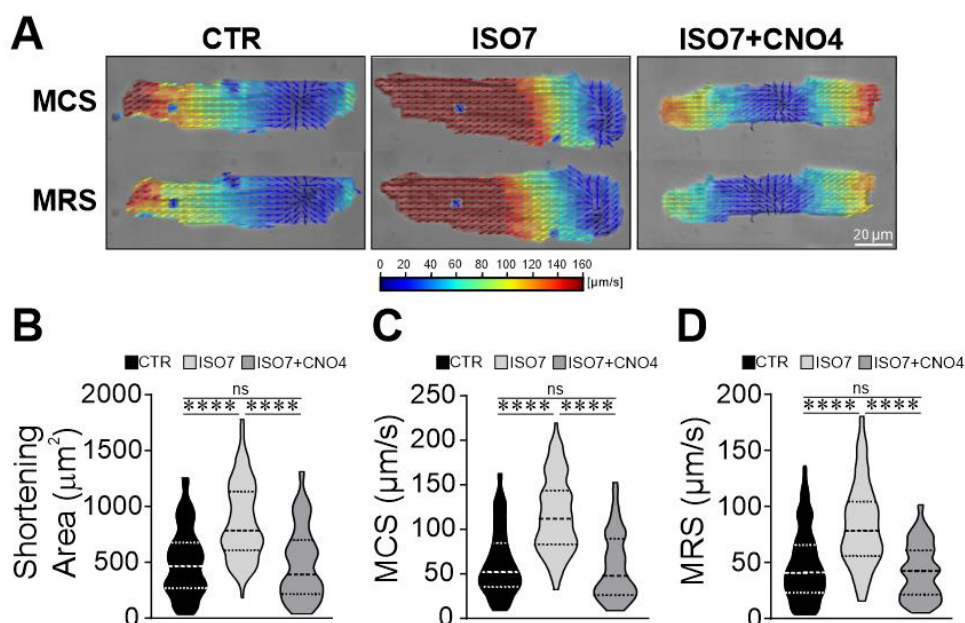 A
CTR ISO7 ISO7+CNO4
MCS
MRS
20 µm
0 20 40 60 80 100 120 140 160
[µm/s]
B
CTR ISO7 ISO7+CNO4
ns
**** ****
Shortening
Area (µm²)
2000
1500
1000
500
0
C
CTR ISO7 ISO7+CNO4
ns
**** ****
MCS (µm/s)
250
200
150
100
50
0
D
CTR ISO7 ISO7+CNO4
ns
**** ****
MRS (µm/s)
200
150
100
50
0